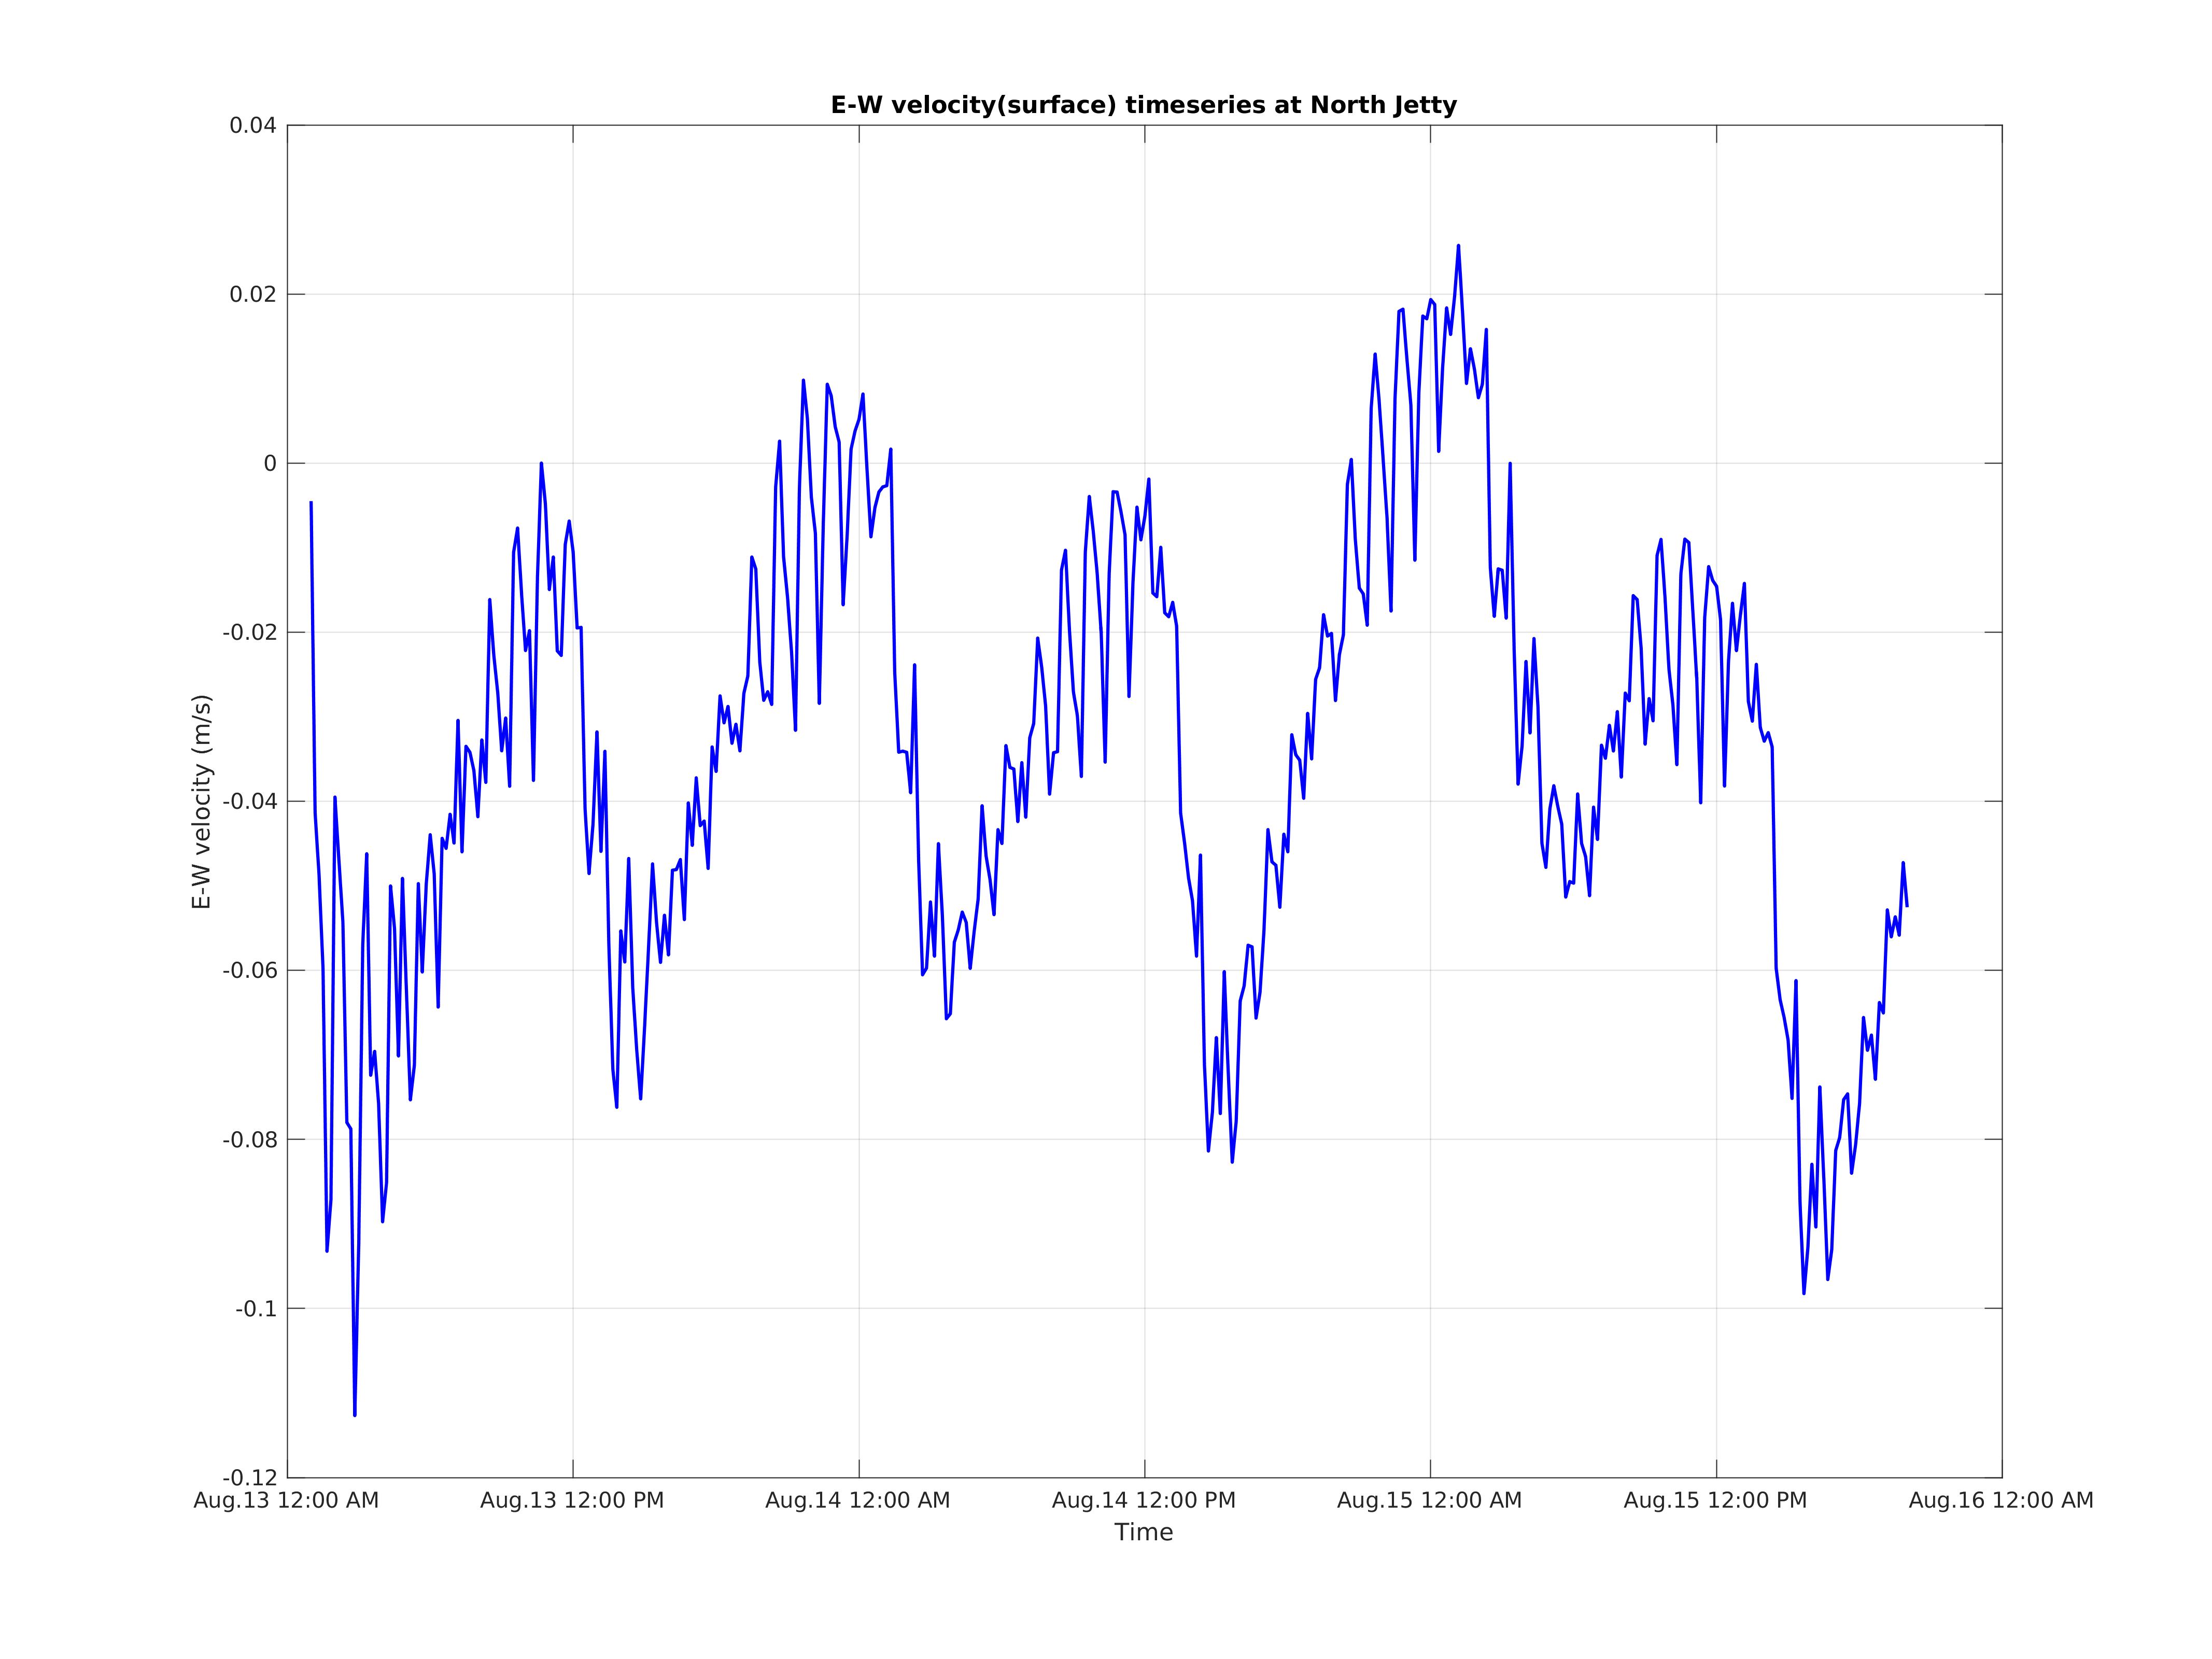 E-W velocity(surface) timeseries at North Jetty
0.04
0.02
0
-0.02
-0.04
-0.06
-0.08
-0.1
-0.12
E-W velocity (m/s)
Aug.13 12:00 AM Aug.13 12:00 PM Aug.14 12:00 AM Aug.14 12:00 PM Aug.15 12:00 AM Aug.15 12:00 PM Aug.16 12:00 AM
Time